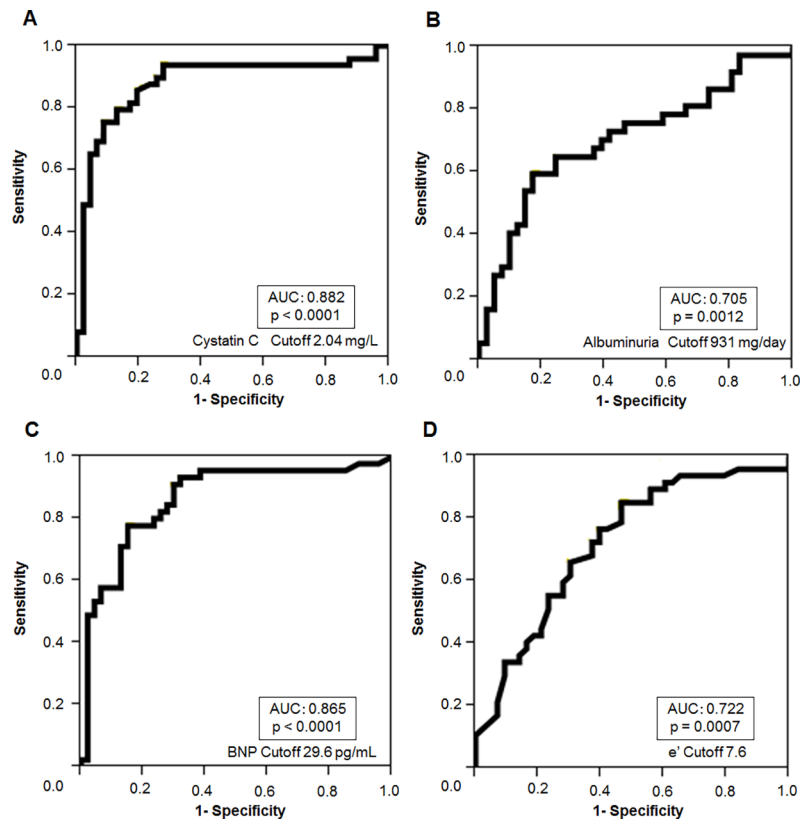 A
1.0
0.8
0.6
0.4
0.2
0.0
Sensitivity
AUC: 0.882
p < 0.0001
Cystatin C Cutoff 2.04 mg/L
0.2 0.4 0.6 0.8 1.0
1- Specificity
B
1.0
0.8
0.6
0.4
0.2
0.0
Sensitivity
AUC: 0.705
p = 0.0012
Albuminuria Cutoff 931 mg/day
0.2 0.4 0.6 0.8 1.0
1- Specificity
C
1.0
0.8
0.6
0.4
0.2
0.0
Sensitivity
AUC: 0.865
p < 0.0001
BNP Cutoff 29.6 pg/mL
0.2 0.4 0.6 0.8 1.0
1- Specificity
D
1.0
0.8
0.6
0.4
0.2
0.0
Sensitivity
AUC: 0.722
p = 0.0007
e' Cutoff 7.6
0.2 0.4 0.6 0.8 1.0
1- Specificity